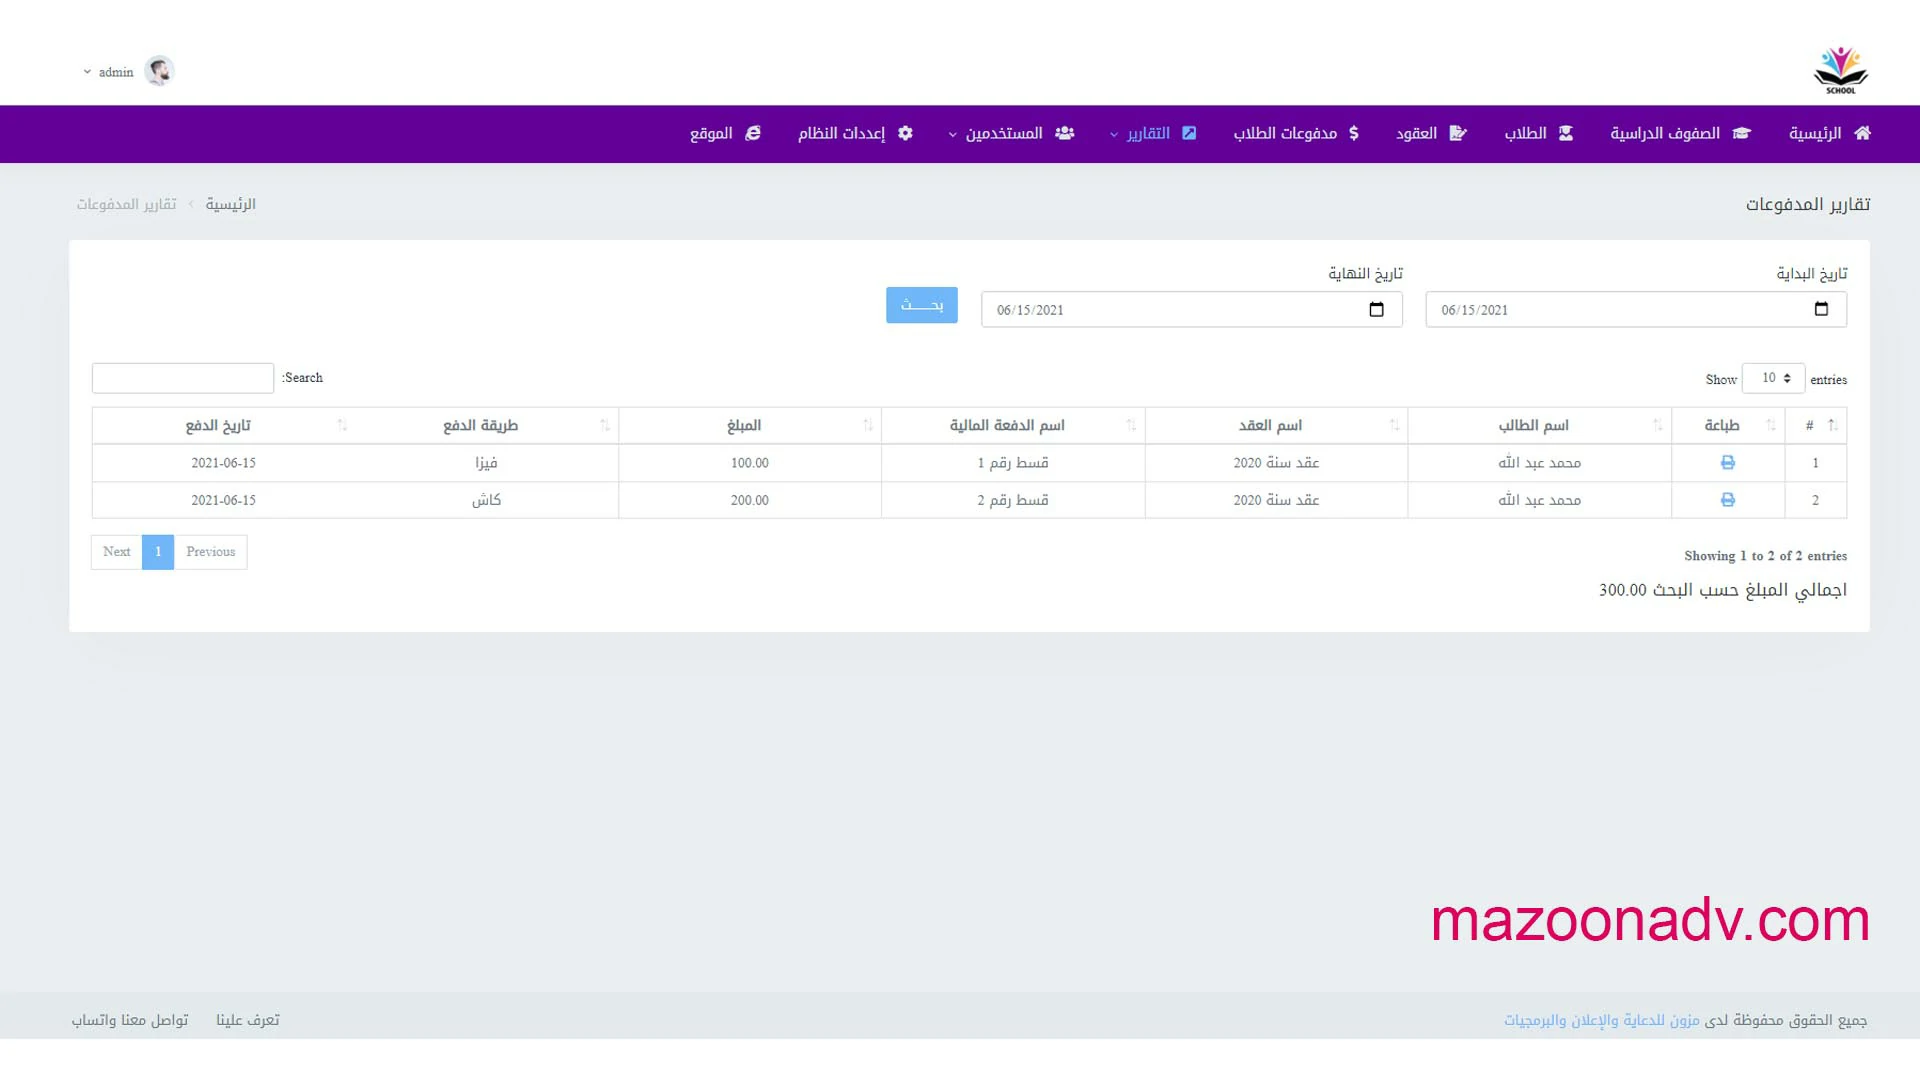 SCHOOL
admin
الرئيسية
الصفوف الدراسية
الطلاب
العقود
مدفوعات الطلاب
التقارير
المستخدمين
إعددات النظام
الموقع
تقارير المدفوعات
الرئيسية
تقارير المدفوعات
تاريخ البداية
تاريخ النهاية
06/15/2021
06/15/2021
بحـــــث
Show 10 entries
Search:
# طباعة اسم الطالب اسم العقد اسم الدفعة المالية المبلغ طريقة الدفع تاريخ الدفع
1 محمد عبد الله عقد سنة 2020 قسط رقم 1 100.00 فيزا 2021-06-15
2 محمد عبد الله عقد سنة 2020 قسط رقم 2 200.00 كاش 2021-06-15
Showing 1 to 2 of 2 entries
Previous 1 Next
اجمالي المبلغ حسب البحث 300.00
mazoonadv.com
جميع الحقوق محفوظة لدى مزون للدعاية والإعلان والبرمجيات
تعرف علينا
تواصل معنا واتساب